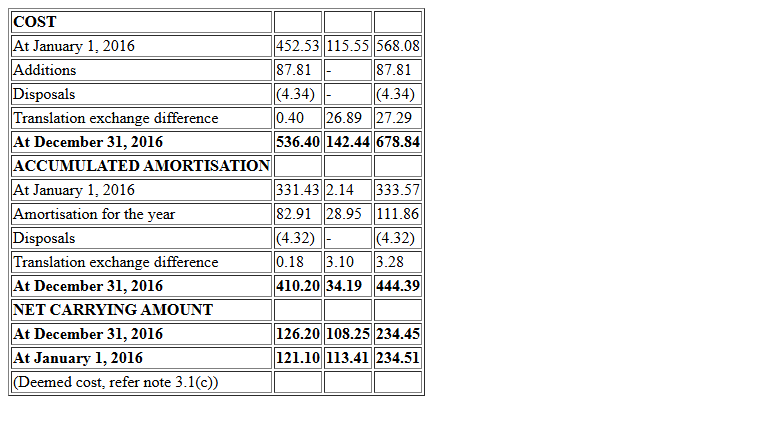 COST
At January 1, 2016 452.53 115.55 568.08
Additions 87.81 - 87.81
Disposals (4.34) - (4.34)
Translation exchange difference 0.40 26.89 27.29
At December 31, 2016 536.40 142.44 678.84
ACCUMULATED AMORTISATION
At January 1, 2016 331.43 2.14 333.57
Amortisation for the year 82.91 28.95 111.86
Disposals (4.32) - (4.32)
Translation exchange difference 0.18 3.10 3.28
At December 31, 2016 410.20 34.19 444.39
NET CARRYING AMOUNT
At December 31, 2016 126.20 108.25 234.45
At January 1, 2016 121.10 113.41 234.51
(Deemed cost, refer note 3.1(c))